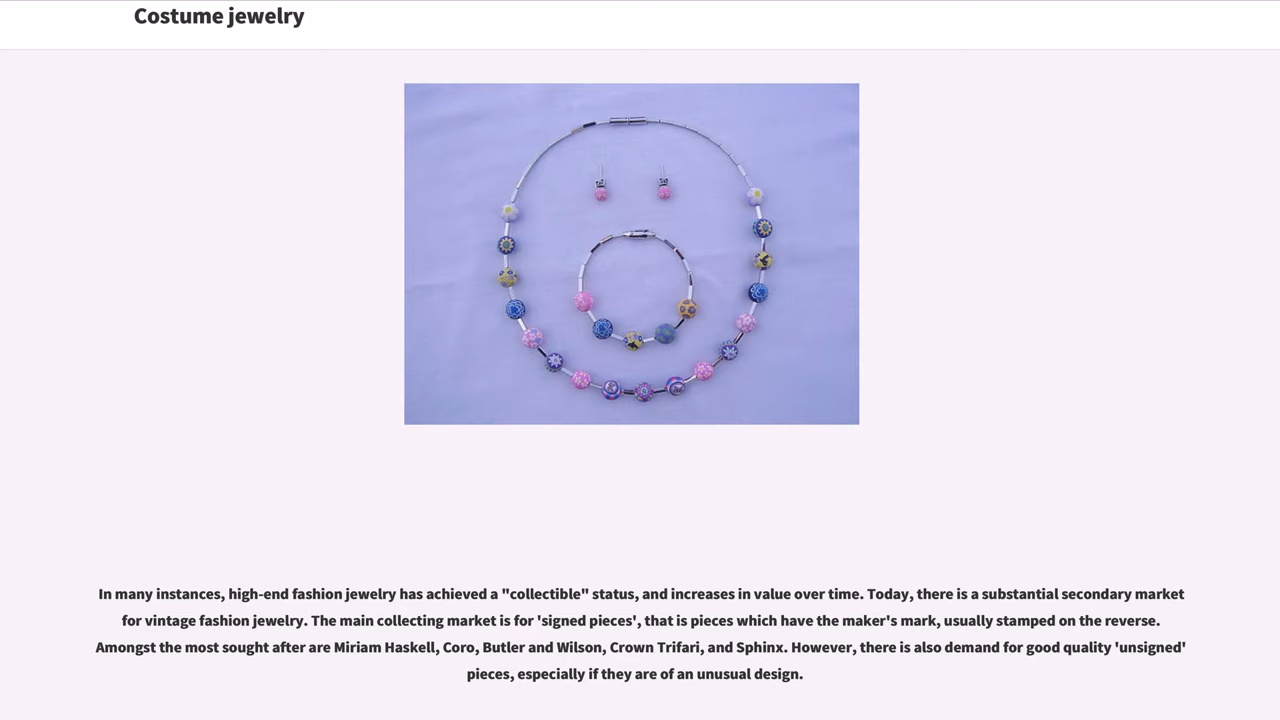 Costume jewelry
In many instances, high-end fashion jewelry has achieved a "collectible" status, and increases in value over time. Today, there is a substantial secondary market
for vintage fashion jewelry. The main collecting market is for 'signed pieces', that is pieces which have the maker's mark, usually stamped on the reverse.
Amongst the most sought after are Miriam Haskell, Coro, Butler and Wilson, Crown Trifari, and Sphinx. However, there is also demand for good quality 'unsigned'
pieces, especially if they are of an unusual design.